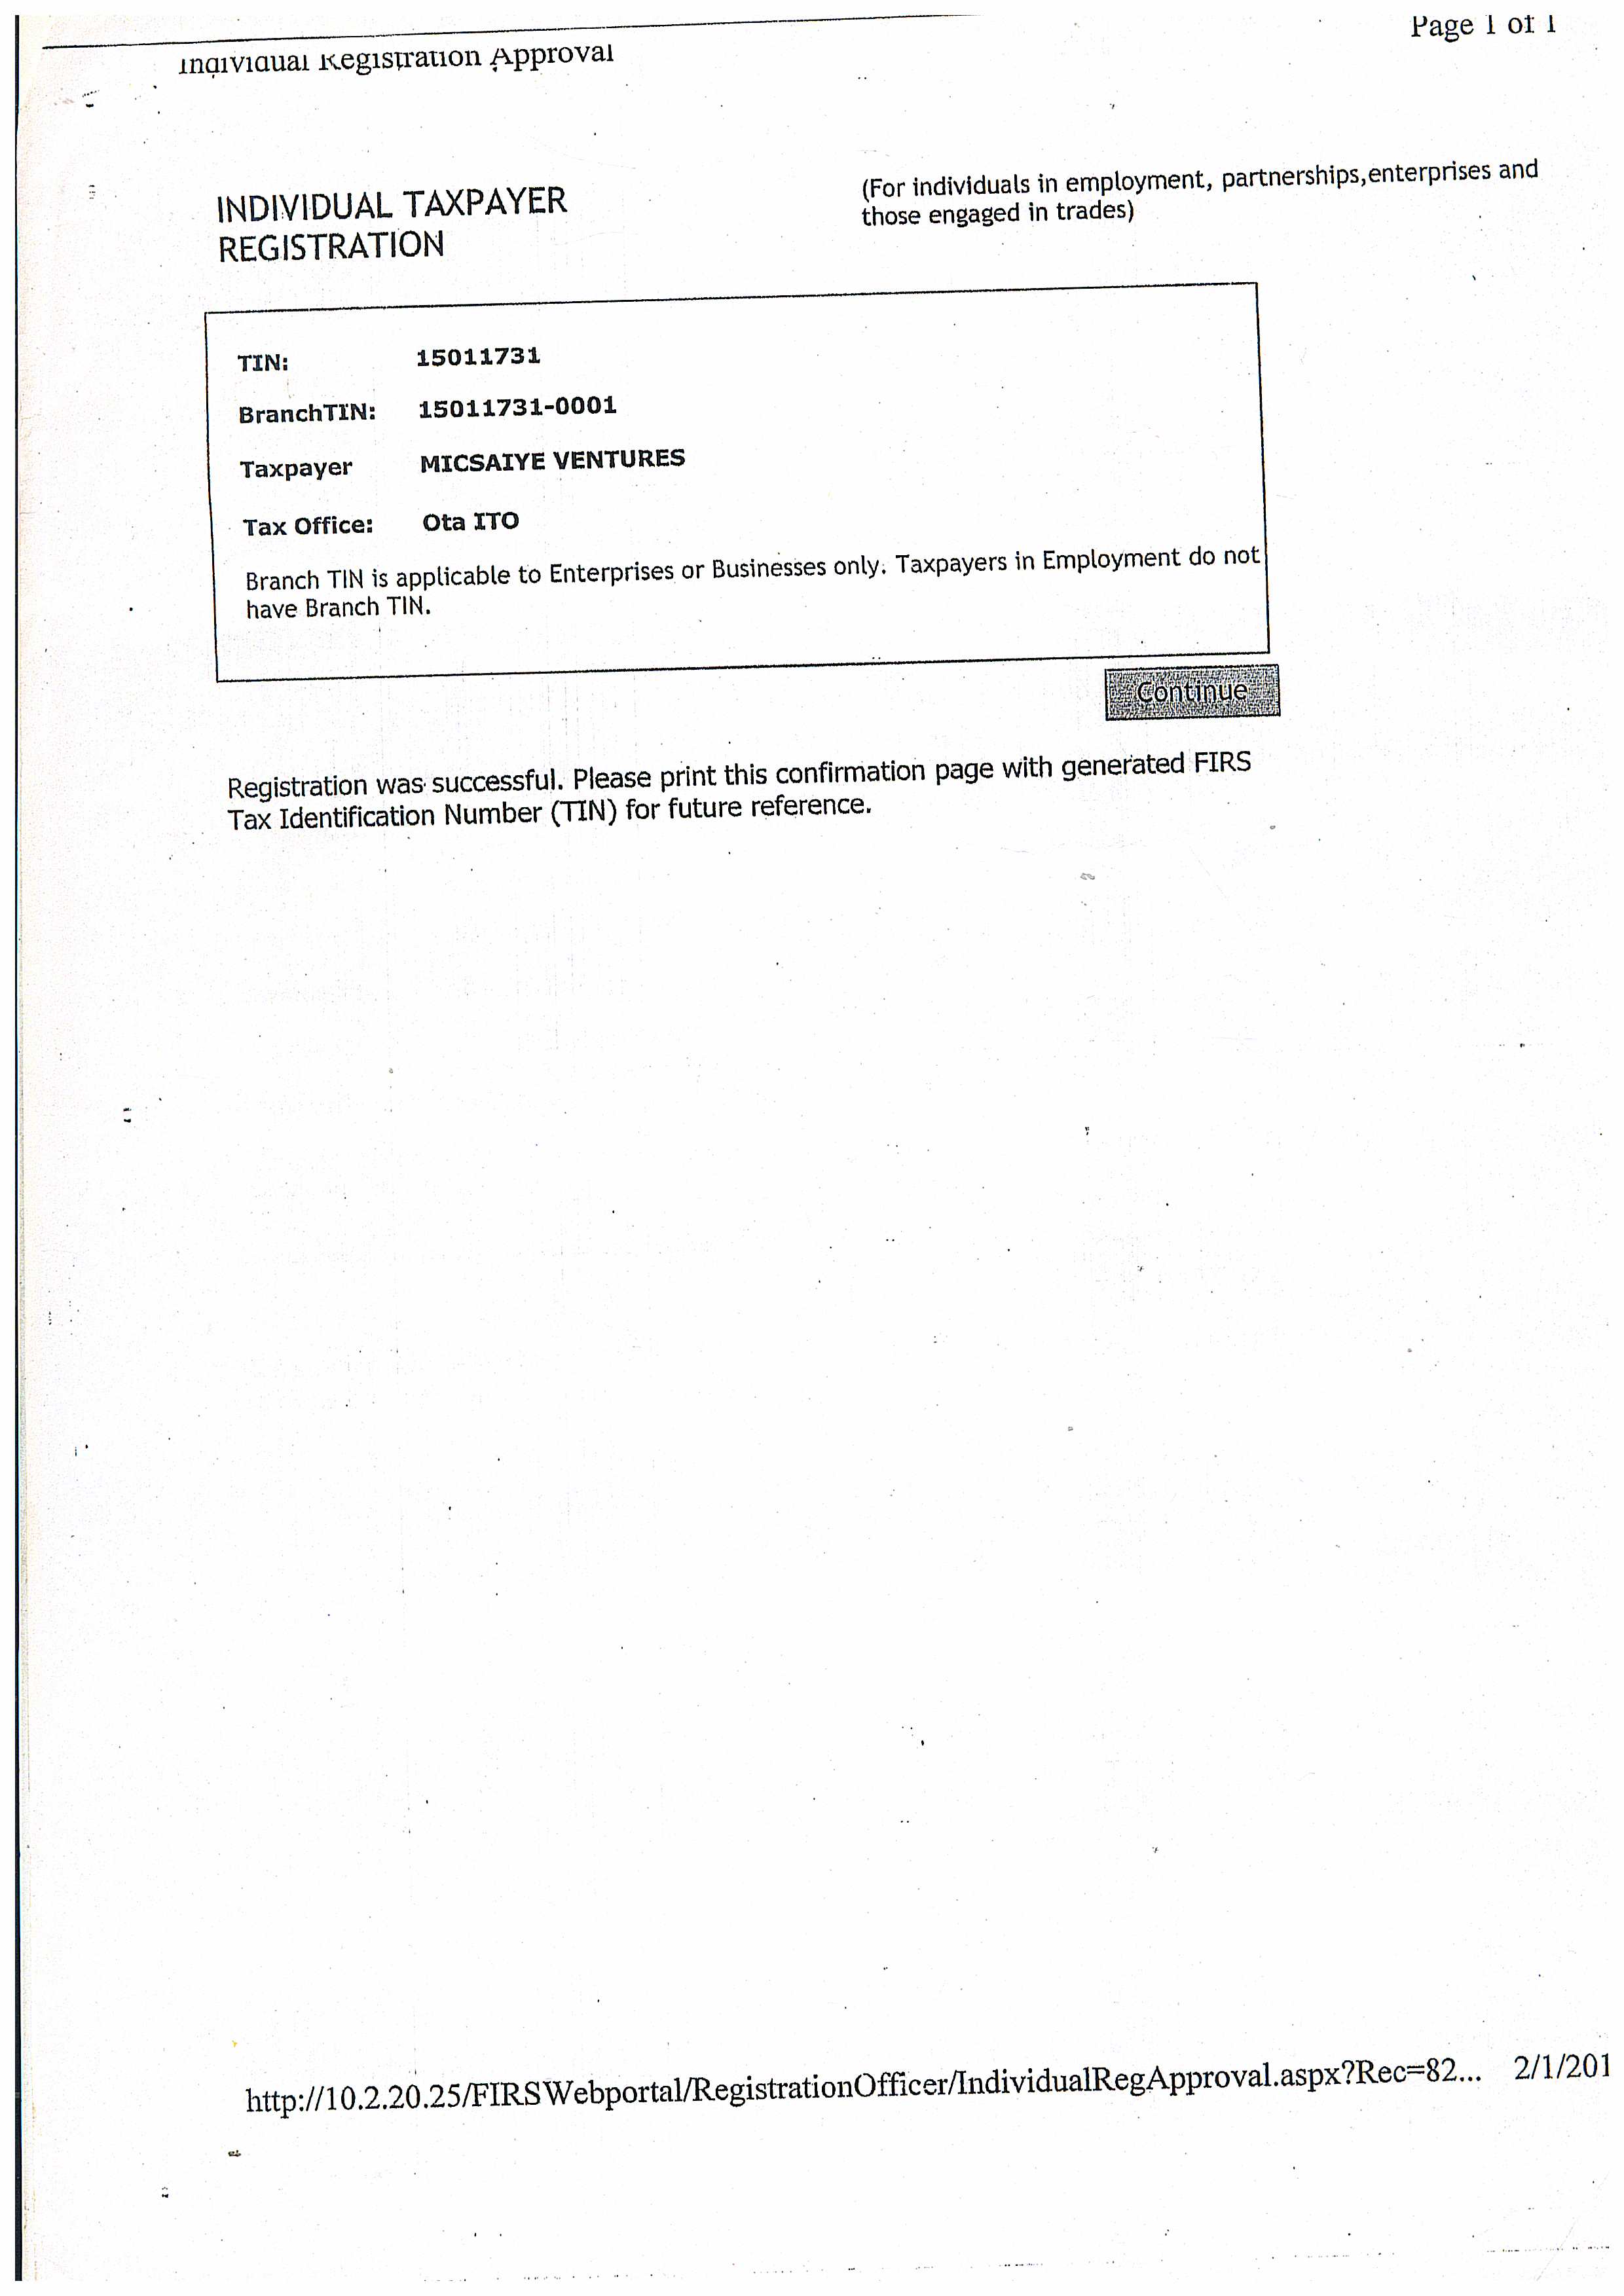 Page 1 of 1
Individual Registration Approval
INDIVIDUAL TAXPAYER
REGISTRATION
(For individuals in employment, partnerships,enterprises and
those engaged in trades)
TIN: 15011731
BranchTIN: 15011731-0001
Taxpayer MICSAIYE VENTURES
Tax Office: Ota ITO
Branch TIN is applicable to Enterprises or Businesses only. Taxpayers in Employment do not
have Branch TIN.
Continue
Registration was successful. Please print this confirmation page with generated FIRS
Tax Identification Number (TIN) for future reference.
http://10.2.20.25/FIRSWebportal/RegistrationOfficer/IndividualRegApproval.aspx?Rec=82... 2/1/201